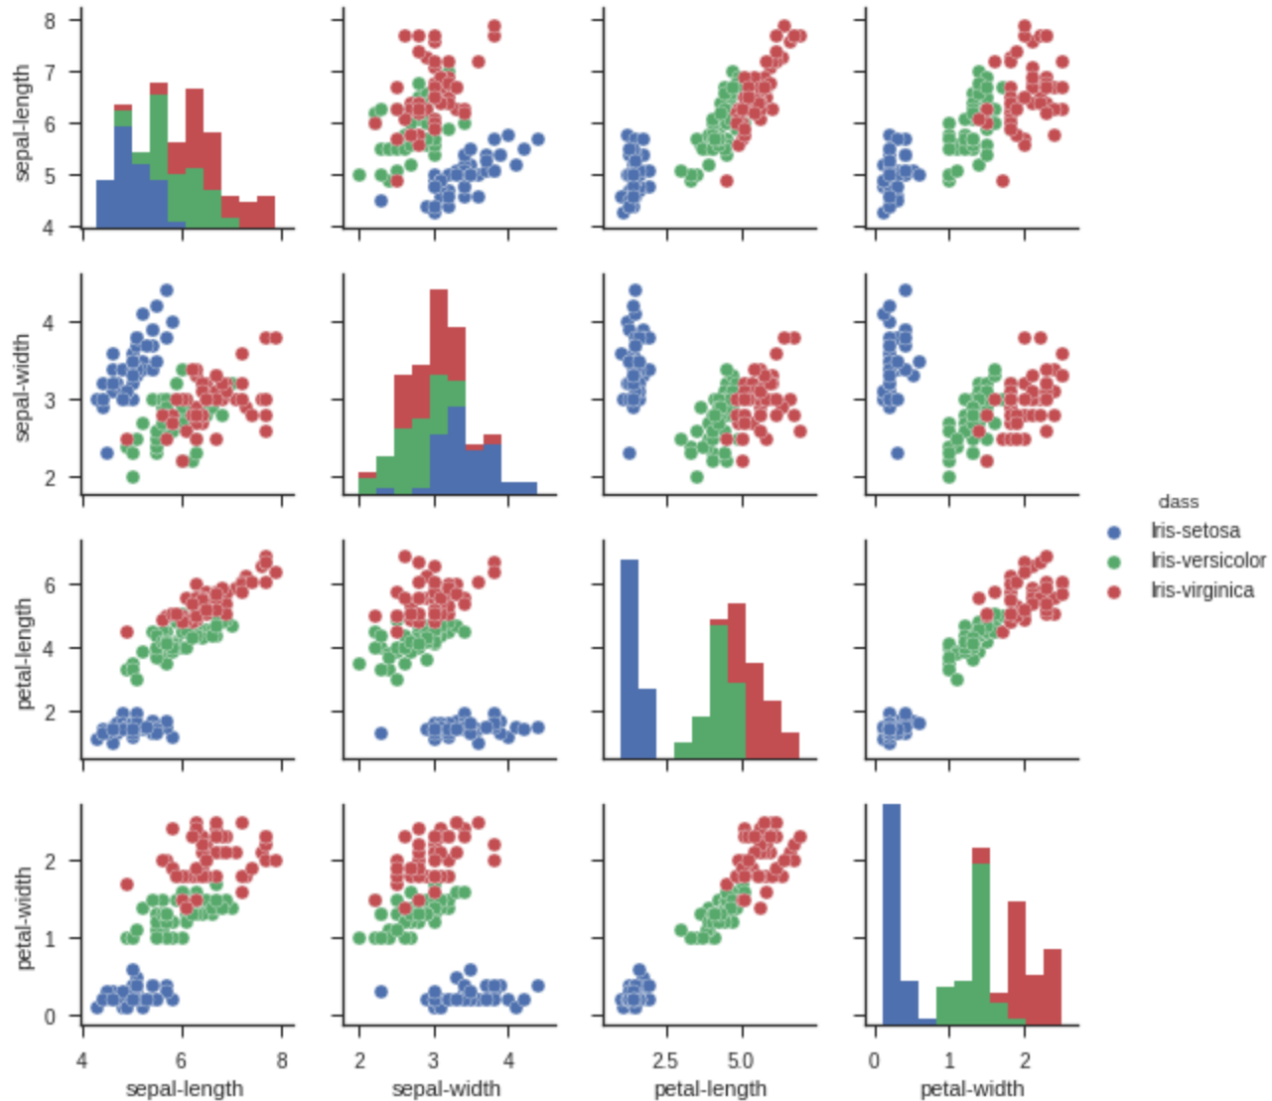 8
7
6
5
4
sepal-length
4
3
2
sepal-width
class
Iris-setosa
Iris-versicolor
Iris-virginica
6
4
2
petal-length
2
1
0
petal-width
4 6 8 2 3 4 2.5 5.0 0 1 2
sepal-length sepal-width petal-length petal-width